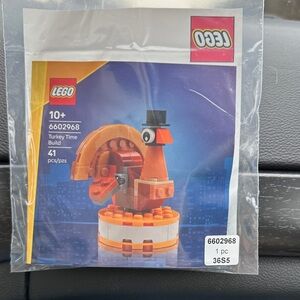 LEGO
LEGO
10+
6602968
Turkey Time
Build
41
pcs/pzs
6602968
1 pc
36S5